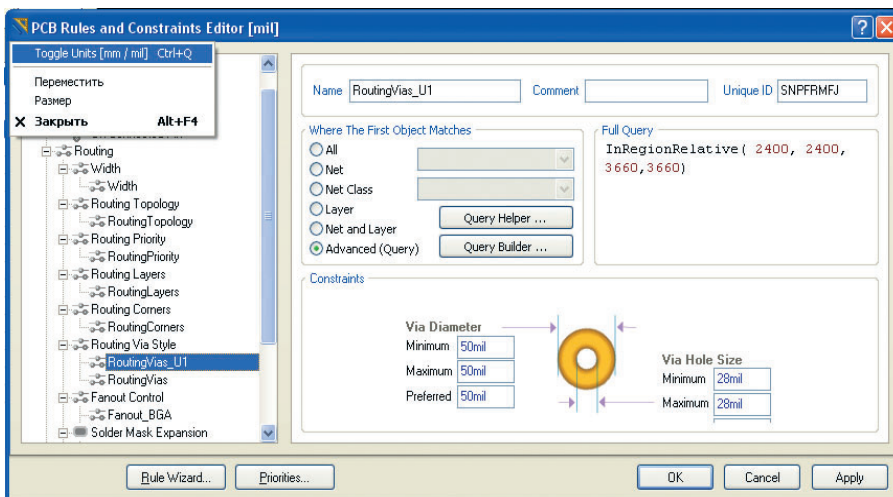 PCB Rules and Constraints Editor [mil]
Toggle Units [mm / mil] Ctrl+Q
Переместить
Размер
Закрыть Alt+F4
Routing
Width
Width
Routing Topology
RoutingTopology
Routing Priority
RoutingPriority
Routing Layers
RoutingLayers
Routing Corners
RoutingCorners
Routing Via Style
RoutingVias_U1
RoutingVias
Fanout Control
Fanout_BGA
Solder Mask Expansion
Name RoutingVias_U1 Comment Unique ID SNPFRMFJ
Where The First Object Matches
All
Net
Net Class
Layer
Net and Layer
Advanced (Query)
Query Helper ...
Query Builder ...
Full Query
InRegionRelative( 2400, 2400,
3660,3660)
Constraints
Via Diameter
Minimum 50mil
Maximum 50mil
Preferred 50mil
Via Hole Size
Minimum 28mil
Maximum 28mil
Rule Wizard... Priorities... OK Cancel Apply